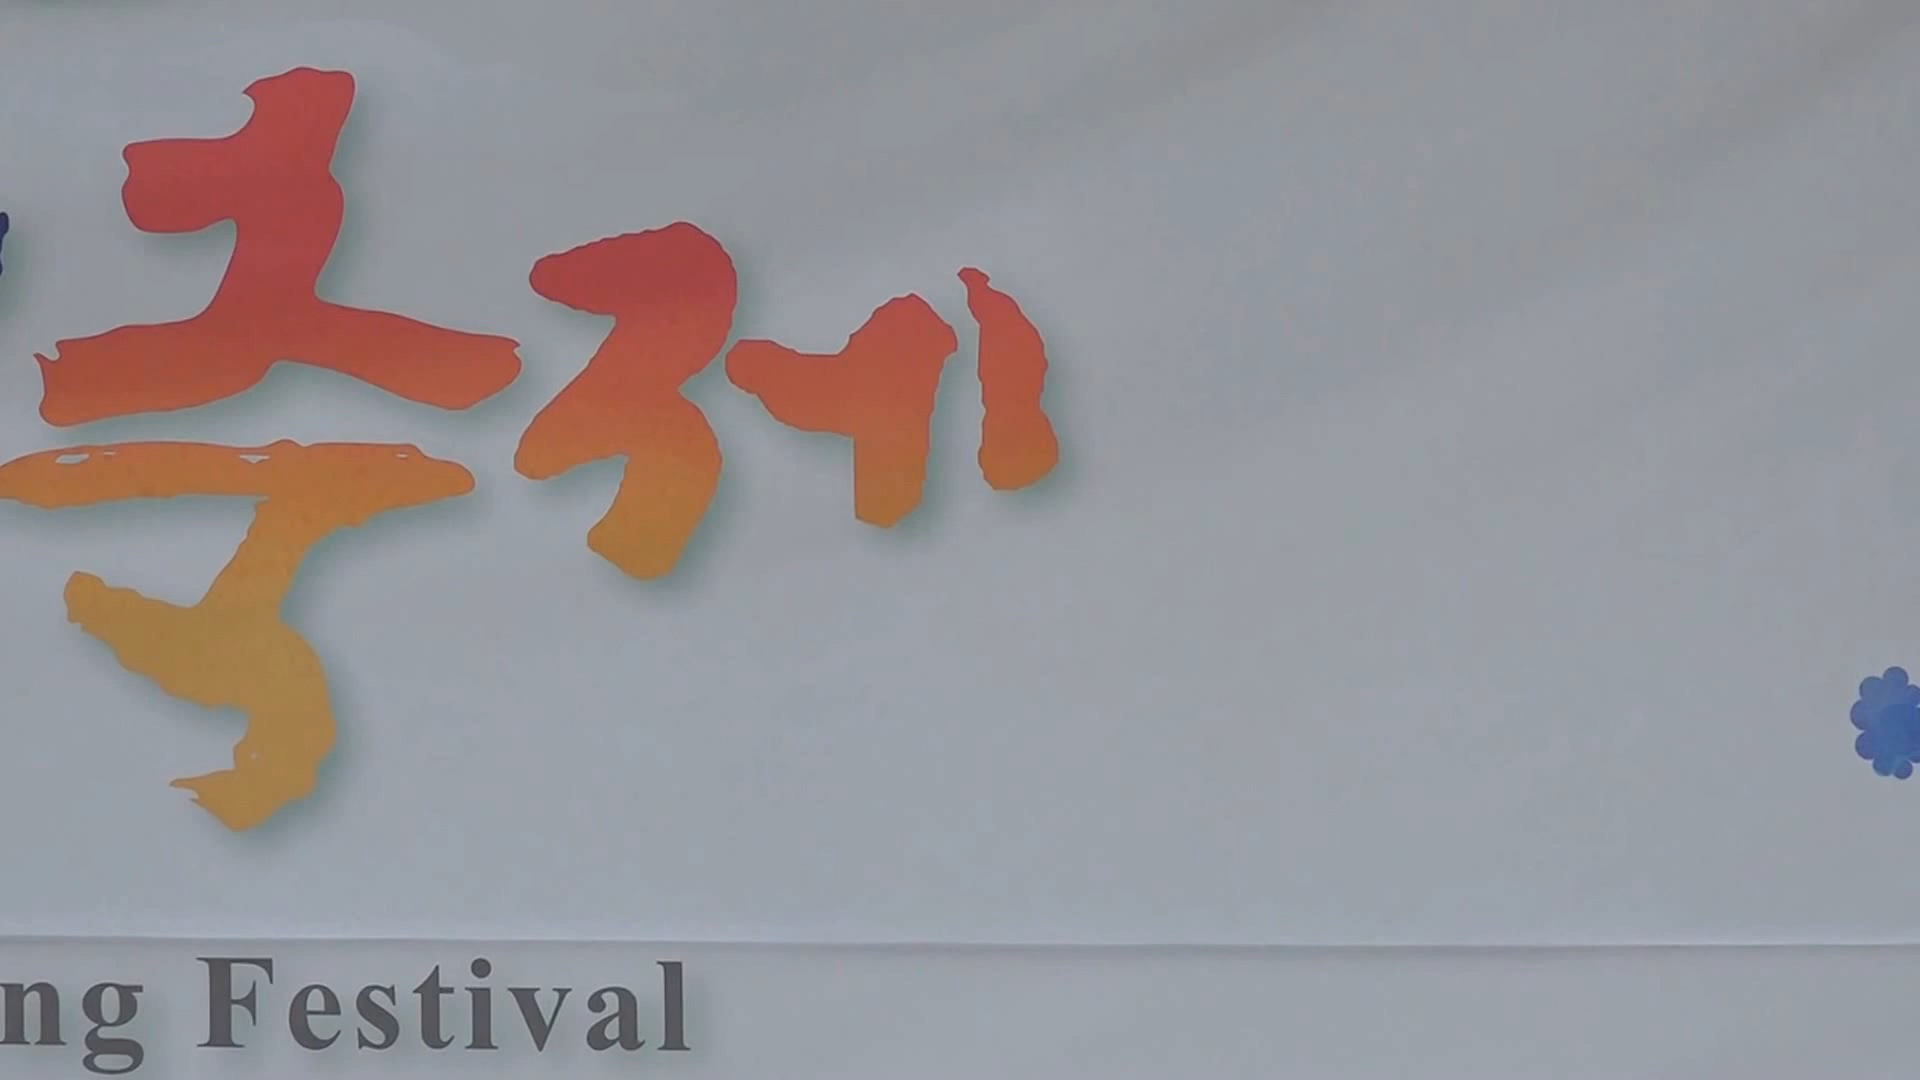 축제
ng Festival